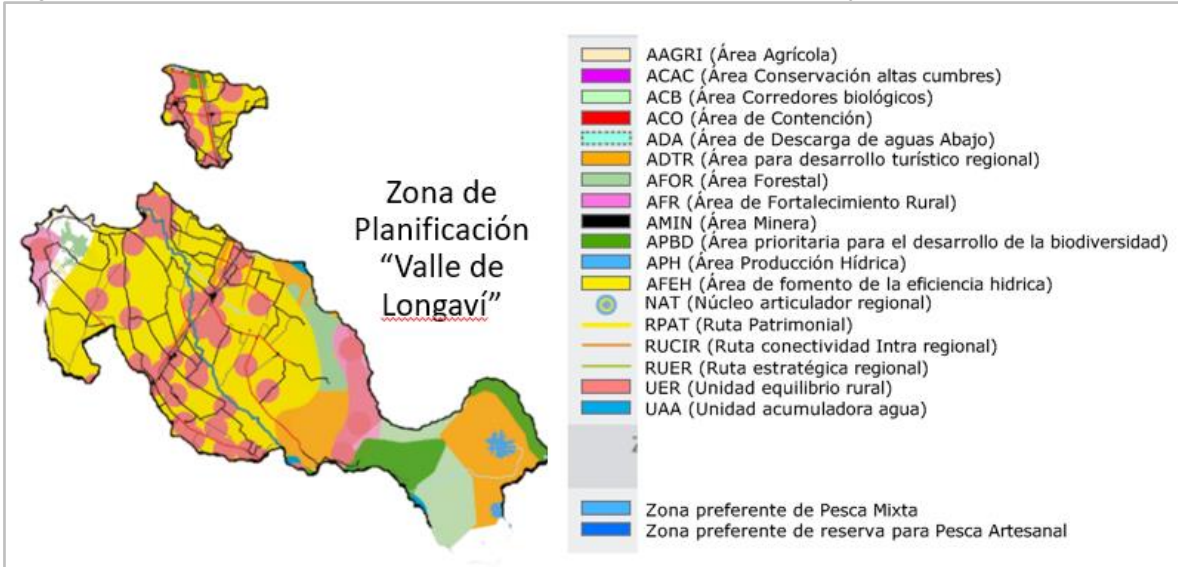 Zona de
Planificación
“Valle de
Longaví”
AAGRI (Área Agrícola)
ACAC (Área Conservación altas cumbres)
ACB (Área Corredores biológicos)
ACO (Área de Contención)
ADA (Área de Descarga de aguas Abajo)
ADTR (Área para desarrollo turístico regional)
AFOR (Área Forestal)
AFR (Área de Fortalecimiento Rural)
AMIN (Área Minera)
APBD (Área prioritaria para el desarrollo de la biodiversidad)
APH (Área Producción Hídrica)
AFEH (Área de fomento de la eficiencia hidrica)
NAT (Núcleo articulador regional)
RPAT (Ruta Patrimonial)
RUCIR (Ruta conectividad Intra regional)
RUER (Ruta estratégica regional)
UER (Unidad equilibrio rural)
UAA (Unidad acumuladora agua)
Zona preferente de Pesca Mixta
Zona preferente de reserva para Pesca Artesanal